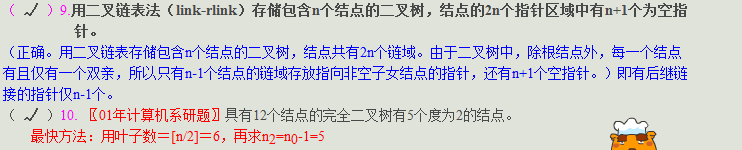 （ ✓ ）9.用二叉链表法（link-rlink）存储包含n个结点的二叉树，结点的2n个指针区域中有n+1个为空指
针。
（正确。用二叉链表存储包含n个结点的二叉树，结点共有2n个链域。由于二叉树中，除根结点外，每一个结点
有且仅有一个双亲，所以只有n-1个结点的链域存放指向非空子女结点的指针，还有n+1个空指针。）即有后继链
接的指针仅n-1个。
（ ✓ ）10. 〖01年计算机系研题〗具有12个结点的完全二叉树有5个度为2的结点。
最快方法：用叶子数＝[n/2]＝6，再求n2=n0-1=5